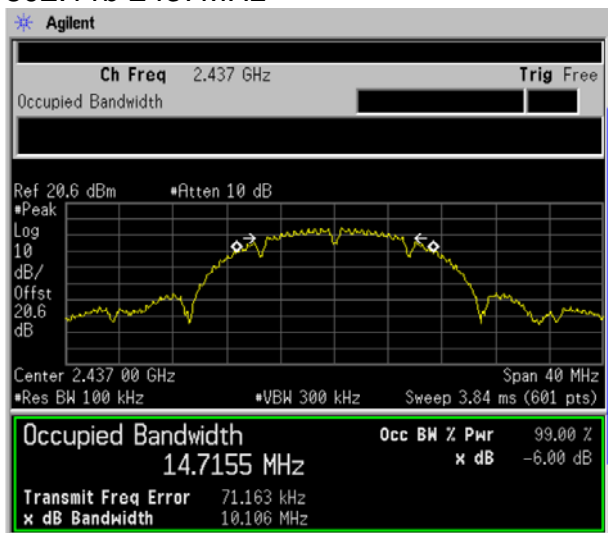 Agilent
Ch Freq 2.437 GHz Trig Free
Occupied Bandwidth
Ref 20.6 dBm #Atten 10 dB
#Peak
Log
10
dB/
Offst
20.6
dB
Center 2.437 00 GHz Span 40 MHz
#Res BW 100 kHz #VBW 300 kHz Sweep 3.84 ms (601 pts)
Occupied Bandwidth Occ BW % Pwr 99.00 %
14.7155 MHz x dB -6.00 dB
Transmit Freq Error 71.163 kHz
x dB Bandwidth 10.106 MHz